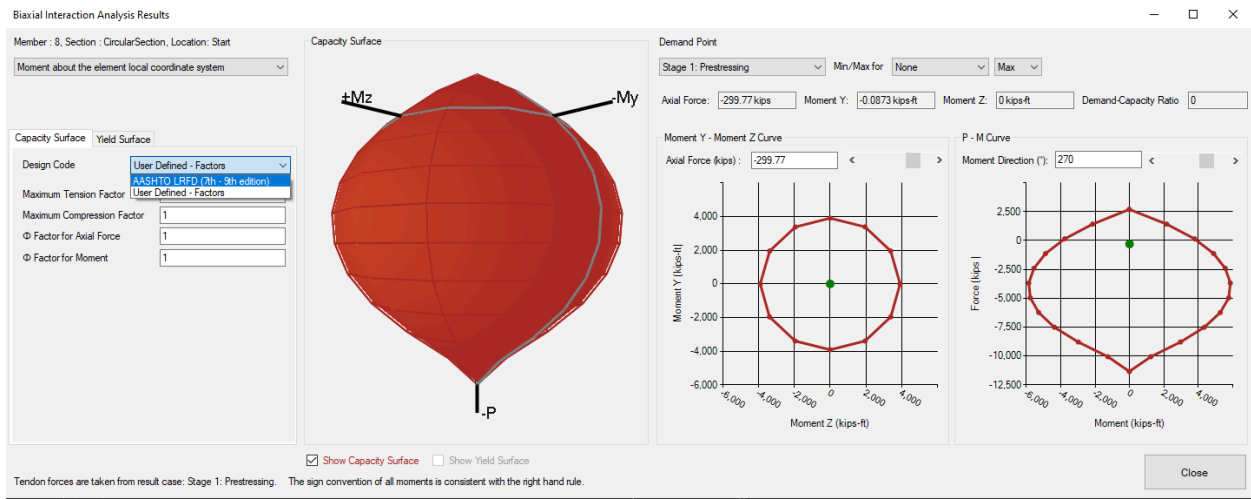 Biaxial Interaction Analysis Results
Member : 8, Section : CircularSection, Location: Start
Moment about the element local coordinate system
Capacity Surface
Yield Surface
Design Code
User Defined - Factors
AASHTO LRFD (7th - 9th edition)
User Defined - Factors
Maximum Tension Factor
Maximum Compression Factor
1
Φ Factor for Axial Force
1
Φ Factor for Moment
1
Capacity Surface
+Mz
-My
-P
Show Capacity Surface
Show Yield Surface
Demand Point
Stage 1: Prestressing
Min/Max for
None
Max
Axial Force:
-299.77 kips
Moment Y:
-0.0873 kips·ft
Moment Z:
0 kips·ft
Demand-Capacity Ratio
0
Moment Y - Moment Z Curve
Axial Force (kips) :
-299.77
<
>
Moment Y (kips-ft|
4,000
2,000
0
-2,000
-4,000
-6,000
-6,000
-4,000
-2,000
0
2,000
4,000
Moment Z (kips-ft)
P - M Curve
Moment Direction (°):
270
<
>
Force (kips |
2,500
0
-2,500
-5,000
-7,500
-10,000
-12,500
-6,000
-4,000
-2,000
0
2,000
4,000
Moment (kips-ft)
Tendon forces are taken from result case: Stage 1: Prestressing. The sign convention of all moments is consistent with the right hand rule.
Close